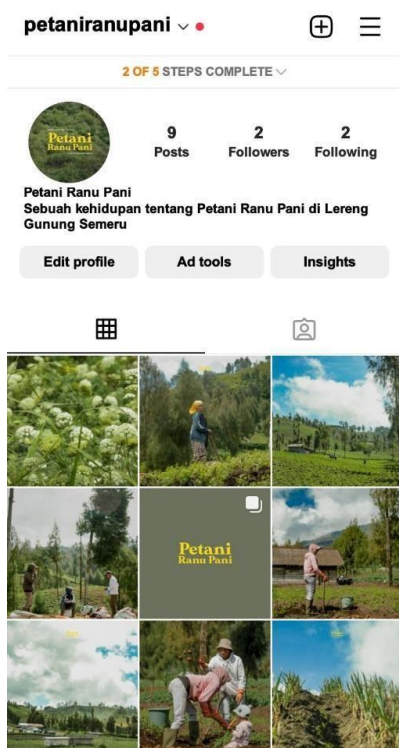 petaniranupani
2 OF 5 STEPS COMPLETE
Petani
Ranu Pani
9
Posts
2
Followers
2
Following
Petani Ranu Pani
Sebuah kehidupan tentang Petani Ranu Pani di Lereng
Gunung Semeru
Edit profile
Ad tools
Insights
Petani
Ranu Pani